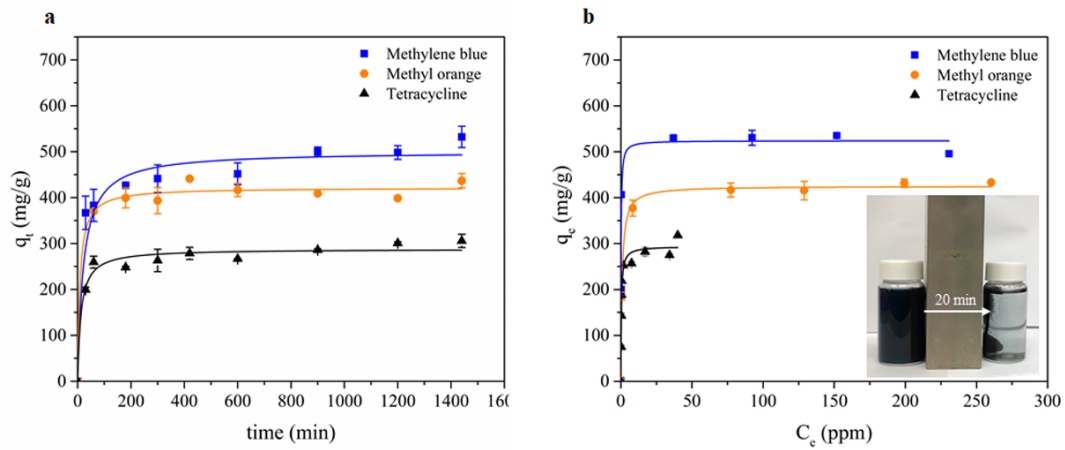 a
700
600
500
400
300
200
100
0
qt (mg/g)
Methylene blue
Methyl orange
Tetracycline
0 200 400 600 800 1000 1200 1400 160
time (min)
b
700
600
500
400
300
200
100
0
qe (mg/g)
Methylene blue
Methyl orange
Tetracycline
20 min
0 50 100 150 200 250 300
Ce (ppm)